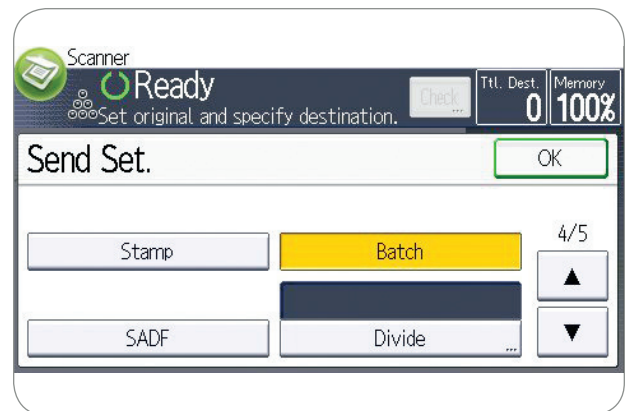 Scanner
Ready
Set original and specify destination.
Check
...
Ttl. Dest.
0
Memory
100%
Send Set.
OK
Stamp
Batch
4/5
▲
SADF
Divide
...
▼